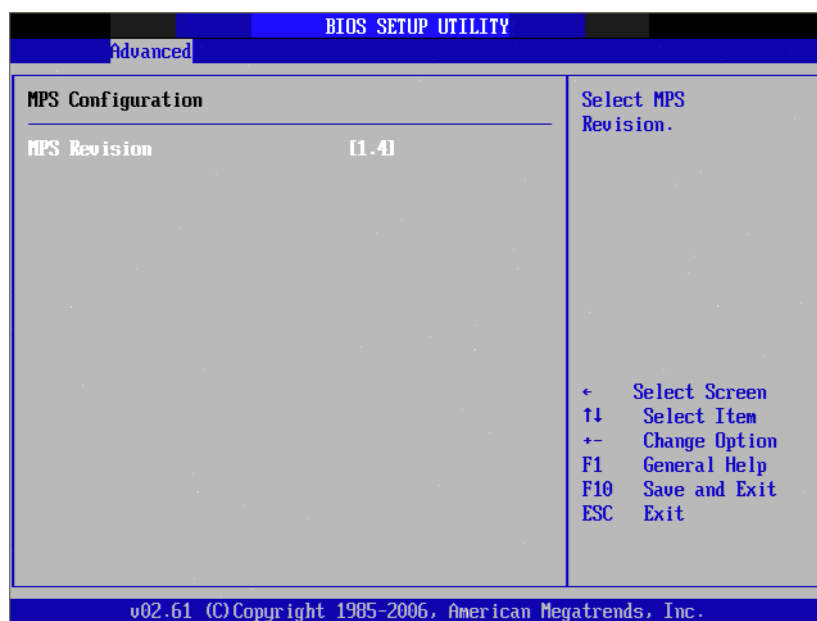 BIOS SETUP UTILITY
Advanced
MPS Configuration
MPS Revision [1.4]
Select MPS
Revision.
← Select Screen
↑↓ Select Item
+- Change Option
F1 General Help
F10 Save and Exit
ESC Exit
v02.61 (C)Copyright 1985-2006, American Megatrends, Inc.